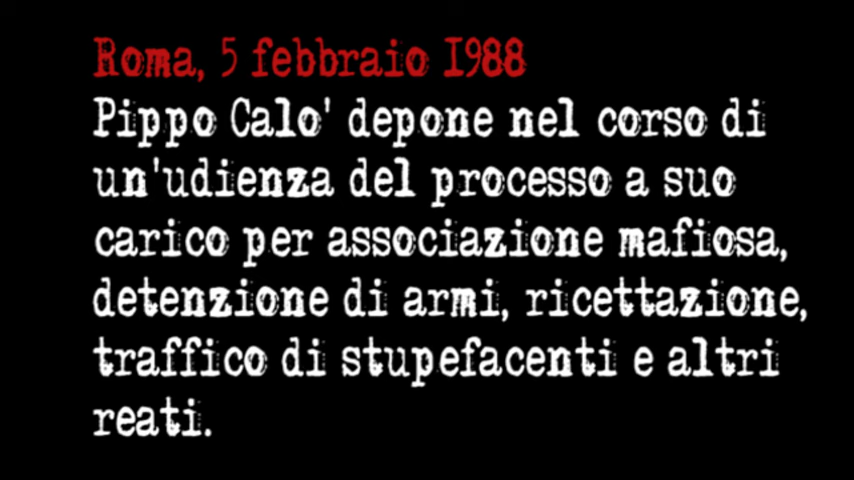 Roma, 5 febbraio 1988
Pippo Calo' depone nel corso di
un'udienza del processo a suo
carico per associazione mafiosa,
detenzione di armi, ricettazione,
traffico di stupefacenti e altri
reati.